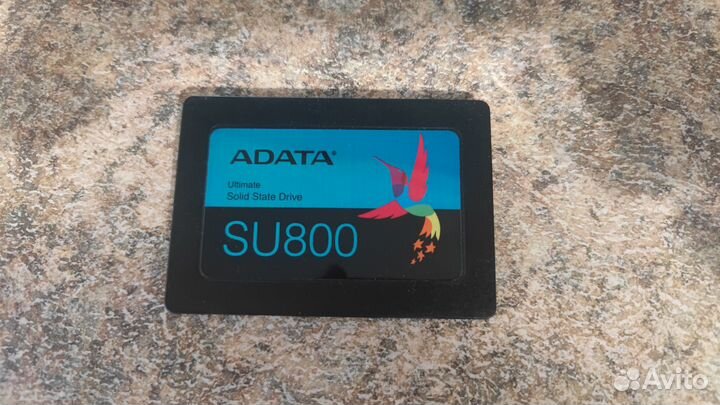 ADATA®
Ultimate
Solid State Drive
SU800
Avito